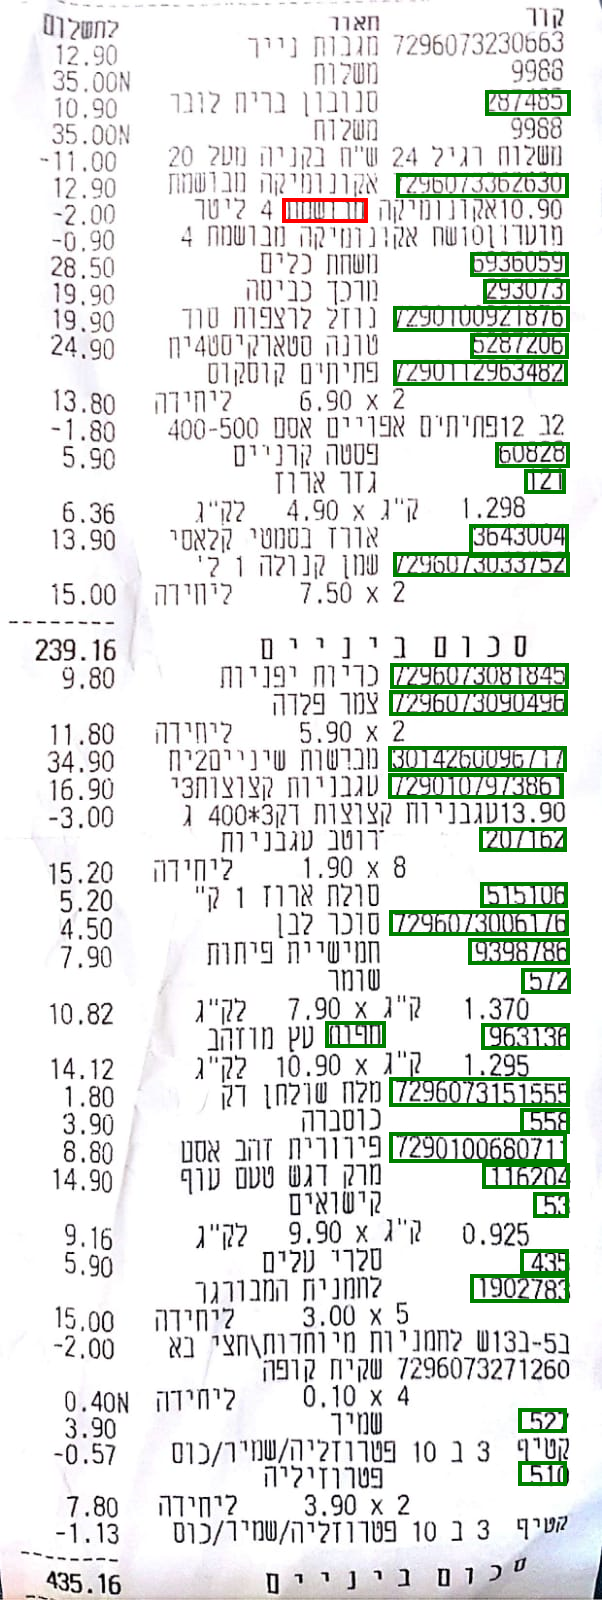 קוד תאור לתשלום
7296073230663 מגבות נייר 12.90
9988 משלוח 35.00N
287485 סנובון בריח לובר 10.90
9988 משלוח 35.00N
משלוח רגיל 24 ש"ח בקניה מעל 20 -11.00
7296073362630 אקונומיקה מבושמת 12.90
10.90אקונומיקה מבושמת 4 ליטר -2.00
מועדון10ושח אקונומיקה מבושמת 4 -0.90
6936059 משחת כלים 28.50
293073 מרכך כביסה 19.90
7290100921876 נוזל לרצפות סוד 19.90
6287206 טונה סטארקיסט4יח 24.90
7290112963482 פתיתים קוסקוס
2 x 6.90 ליחידה 13.80
2ב 12פתיתים אפויים אסם 400-500 -1.80
60828 פסטה קרניים 5.90
121 גזר ארוז
1.298 ק"ג x 4.90 לק"ג 6.36
3643004 אורז בסמטי קלאסי 13.90
7296073033752 שמן קנולה 1 ל'
2 x 7.50 ליחידה 15.00
--------
סכום ביניים 239.16
7296073081845 כדיות יפניות 9.80
7296073090496 צמר פלדה
2 x 5.90 ליחידה 11.80
3014260096717 מברשות שיניים2יח 34.90
7290107973861 עגבניות קצוצות3י 16.90
13.90עגבניות קצוצות דק3*400 ג -3.00
207162 רוטב עגבניות
8 x 1.90 ליחידה 15.20
515106 סולת ארוז 1 ק" 5.20
7296073006176 סוכר לבן 4.50
9398786 חמישיית פיתות 7.90
572 שומר
1.370 ק"ג x 7.90 לק"ג 10.82
963136 תפוח עץ מוזהב
1.295 ק"ג x 10.90 לק"ג 14.12
7296073151555 מלח שולחן דק 1.80
558 כוסברה 3.90
7290100680711 פירורית זהב אסם 8.80
116204 מרק דגש טעם עוף 14.90
53 קישואים
0.925 ק"ג x 9.90 לק"ג 9.16
435 סלרי עלים 5.90
1902783 לחמנית המבורגר
5 x 3.00 ליחידה 15.00
ב5-ב13ש לחמניות מיוחדות\חצי בא -2.00
7296073271260 שקית קופה
4 x 0.10 ליחידה 0.40N
527 שמיר 3.90
קטיף 3 ב 10 פטרוזליה/שמיר/כוס -0.57
510 פטרוזיליה
2 x 3.90 ליחידה 7.80
קטיף 3 ב 10 פטרוזליה/שמיר/כוס -1.13
--------
סכום ביניים 435.16